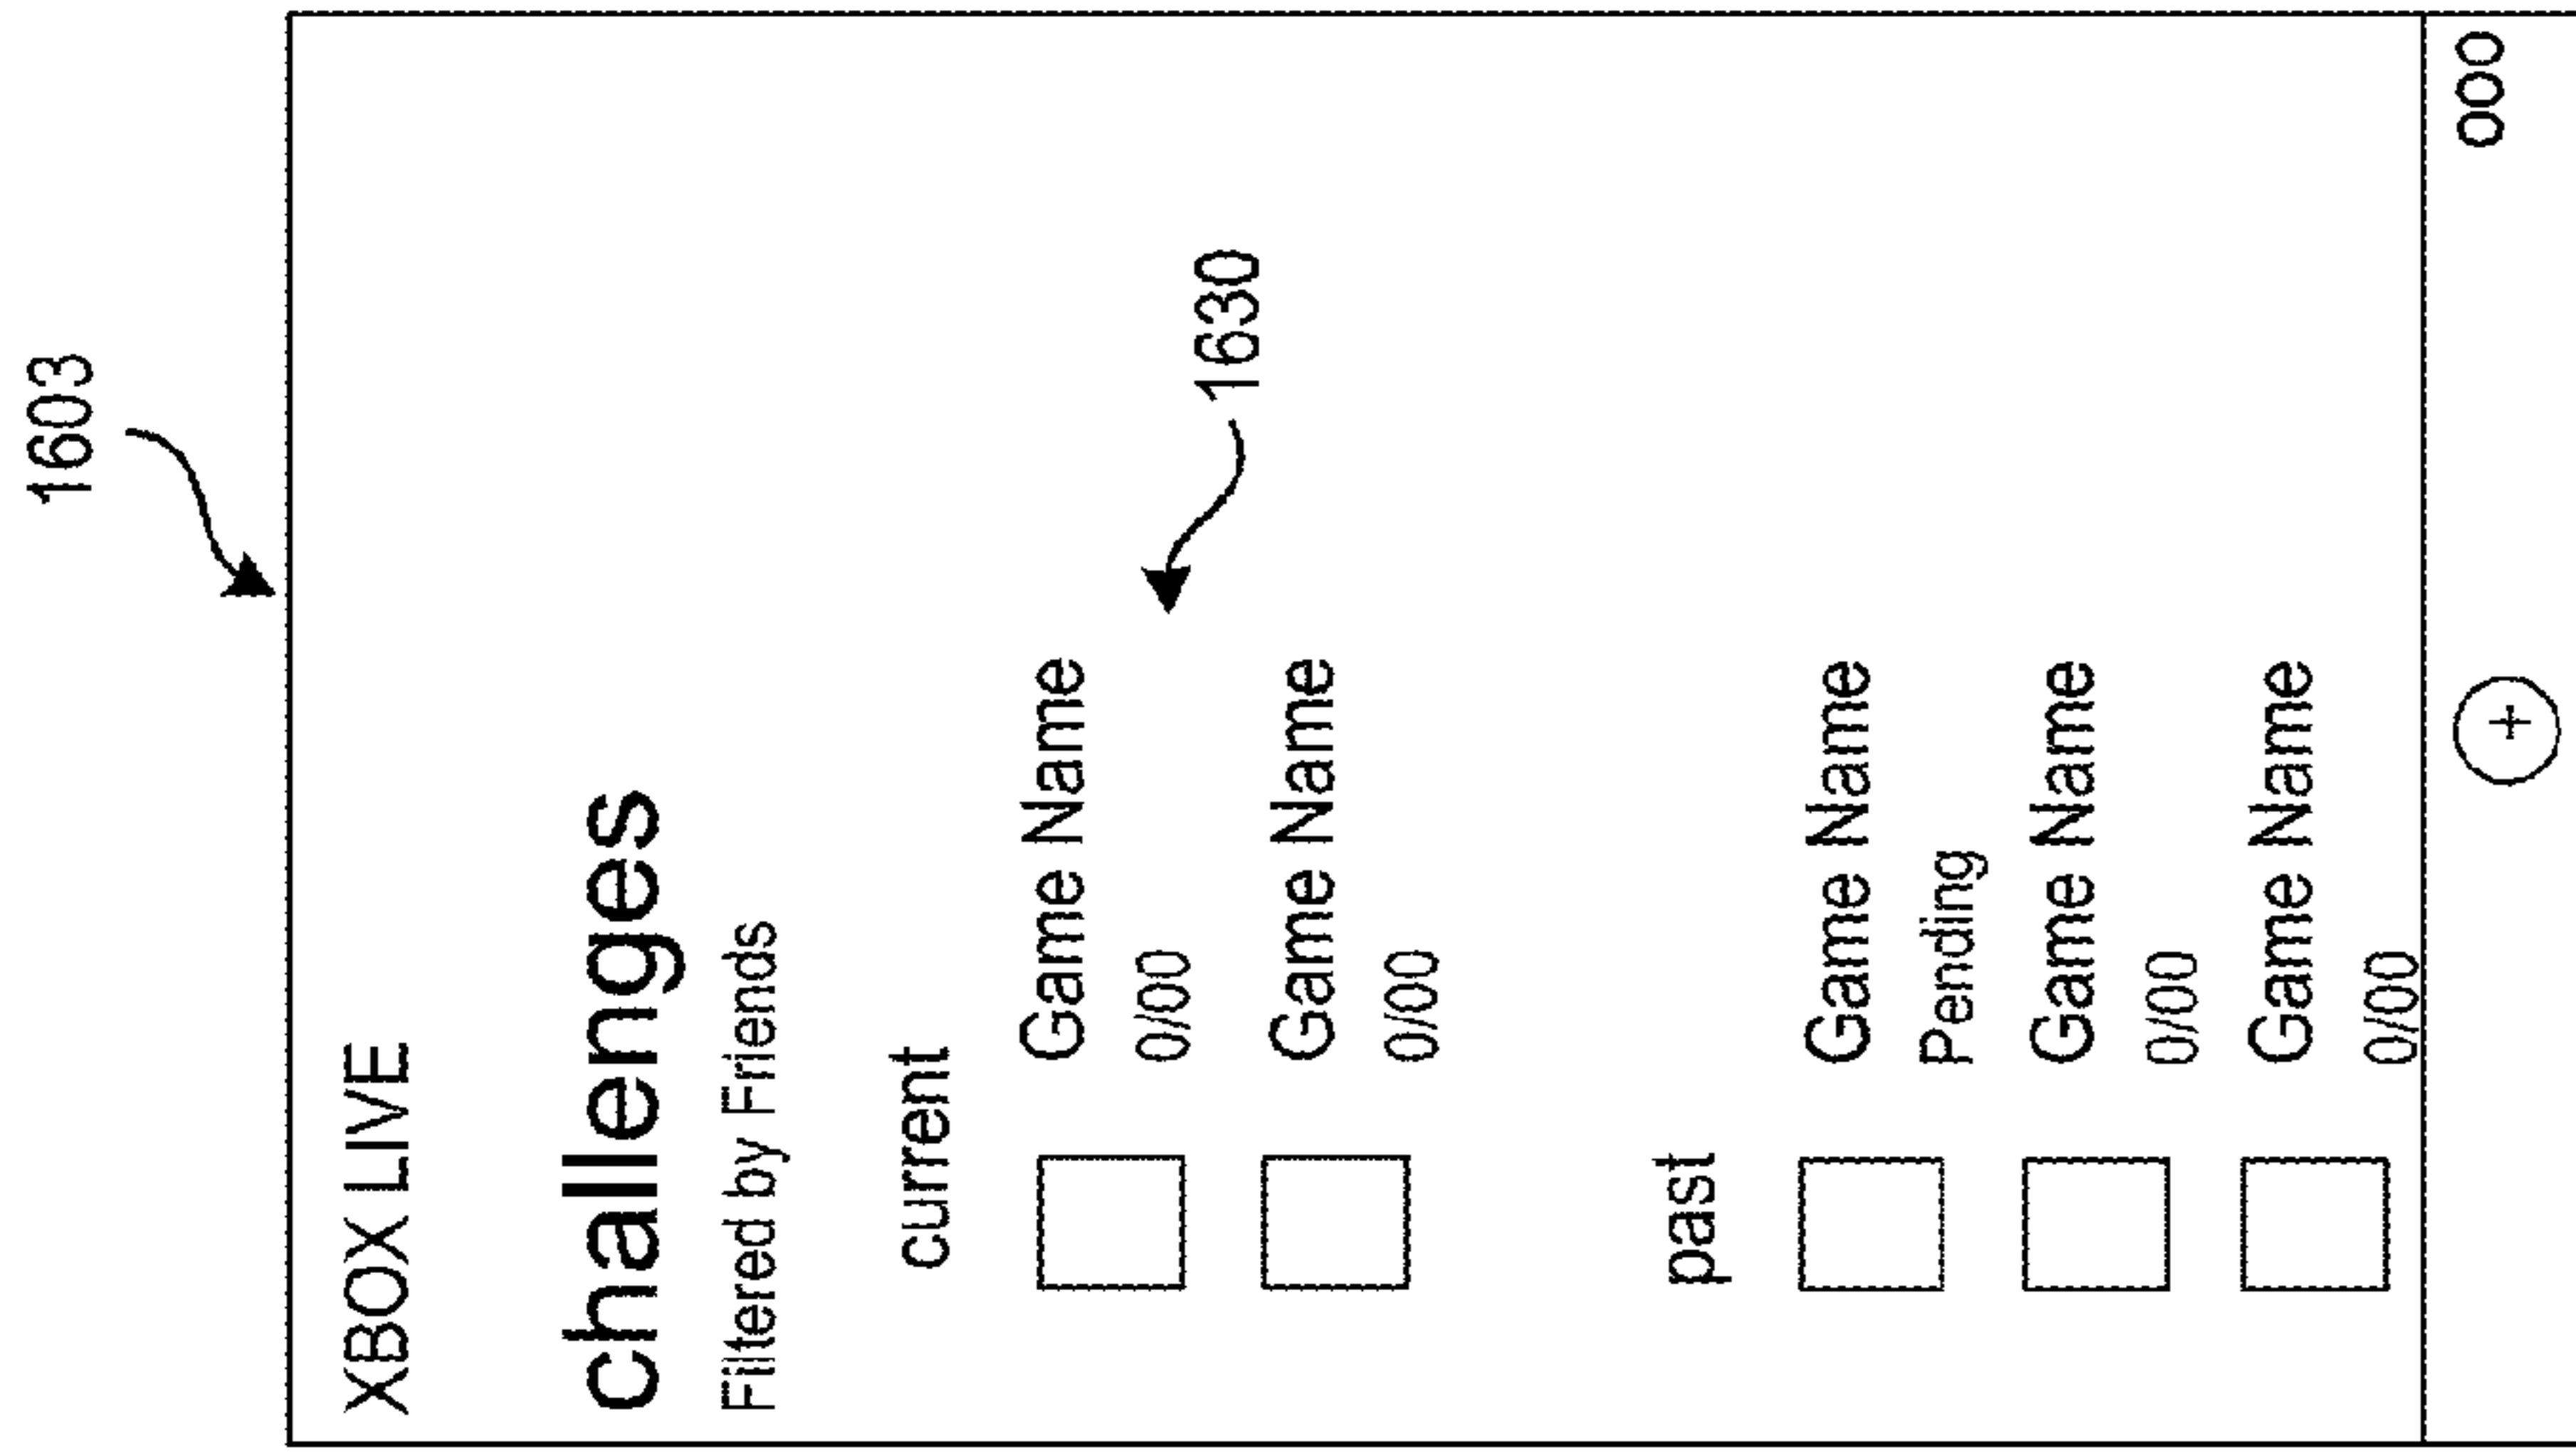 1603
XBOX LIVE
challenges
Filtered by Friends
current
Game Name
0/00
1630
Game Name
0/00
past
Game Name
Pending
Game Name
0/00
Game Name
0/00
+
ooo